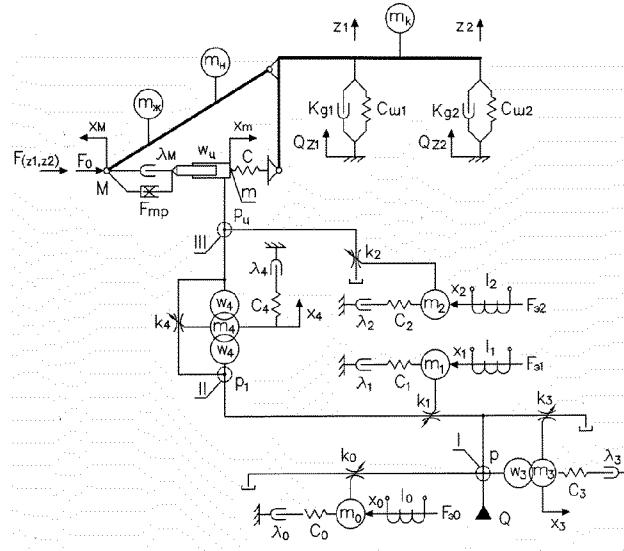 z1 z2
mк
mн
mж
Kg1 Cш1 Kg2 Cш2
xм xm
Qz1 Qz2
F(z1,z2) F0 λм wц C
M Fтр m
pц
III
k2
λ4
C4 x4 x2 l2
w4
k4 m4 m2 Fэ2
w4 λ2 C2
x1 l1
m1 Fэ1
II p1 λ1 C1
k1 k3
I p λ3
k0 w3 m3
x0 l0 C3
m0 Fэ0 x3
λ0 C0 Q